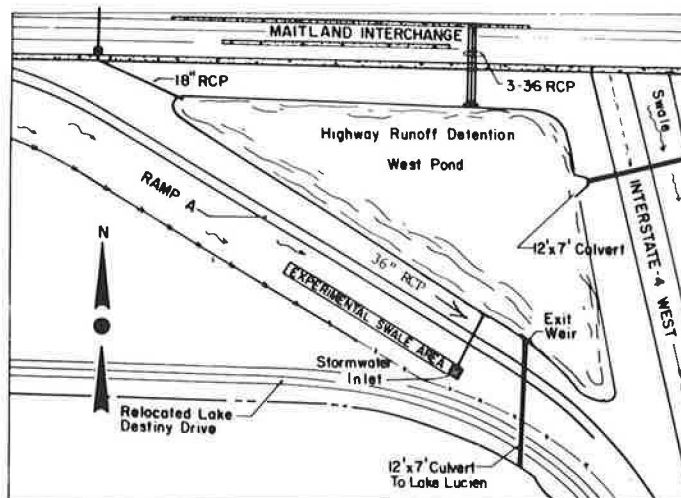 MAITLAND INTERCHANGE
18" RCP
3-36 RCP
Highway Runoff Detention
West Pond
Swale
INTERSTATE-4 WEST
RAMP A
12'x7' Culvert
N
36" RCP
EXPERIMENTAL SWALE AREA
Exit
Weir
Stormwater
Inlet
Relocated Lake
Destiny Drive
12'x7' Culvert
To Lake Lucien